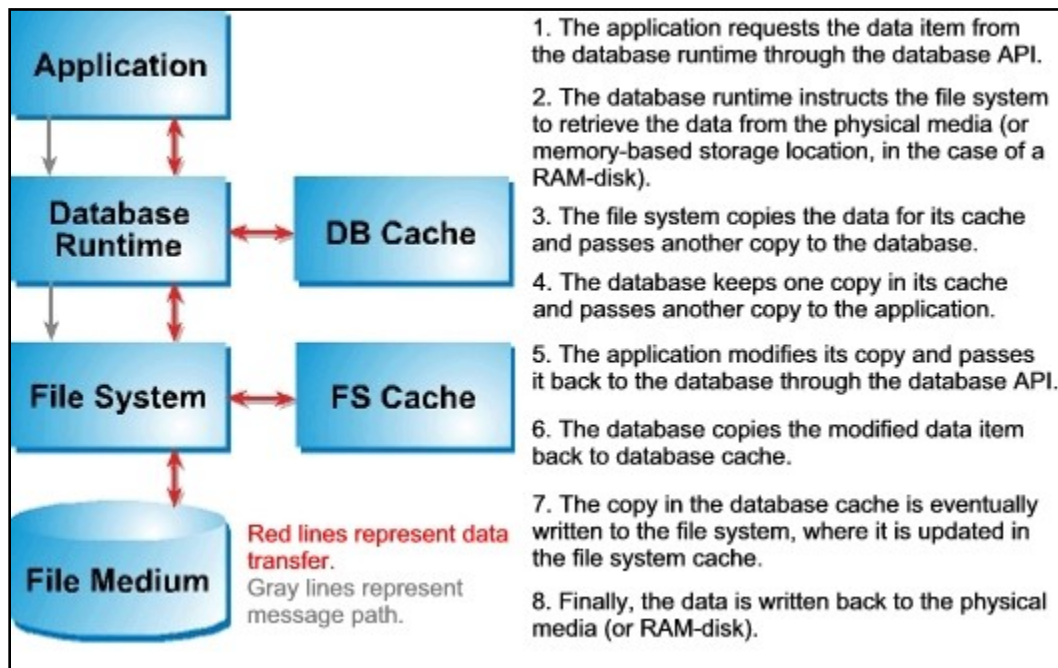 Application
Database
Runtime
DB Cache
File System
FS Cache
File Medium
Red lines represent data
transfer.
Gray lines represent
message path.
1. The application requests the data item from
the database runtime through the database API.
2. The database runtime instructs the file system
to retrieve the data from the physical media (or
memory-based storage location, in the case of a
RAM-disk).
3. The file system copies the data for its cache
and passes another copy to the database.
4. The database keeps one copy in its cache
and passes another copy to the application.
5. The application modifies its copy and passes
it back to the database through the database API.
6. The database copies the modified data item
back to database cache.
7. The copy in the database cache is eventually
written to the file system, where it is updated in
the file system cache.
8. Finally, the data is written back to the physical
media (or RAM-disk).